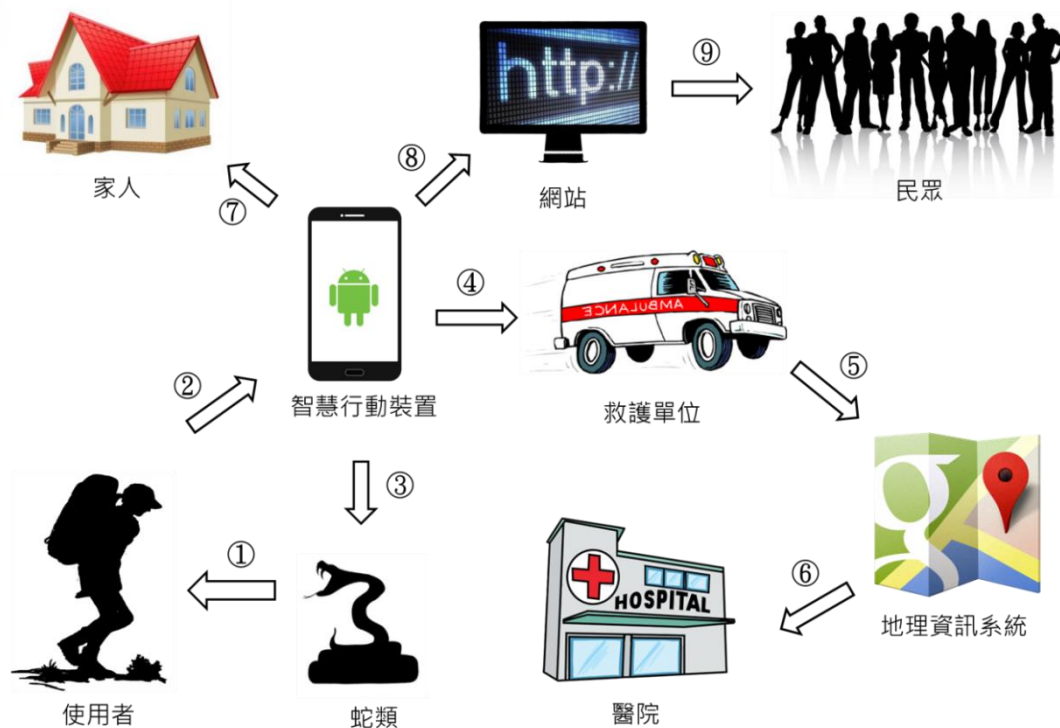 http://
⑨
⑧
家人
網站
民眾
⑦
④
AMBULANCE
②
智慧行動裝置
救護單位
⑤
③
①
HOSPITAL
⑥
地理資訊系統
使用者
蛇類
醫院